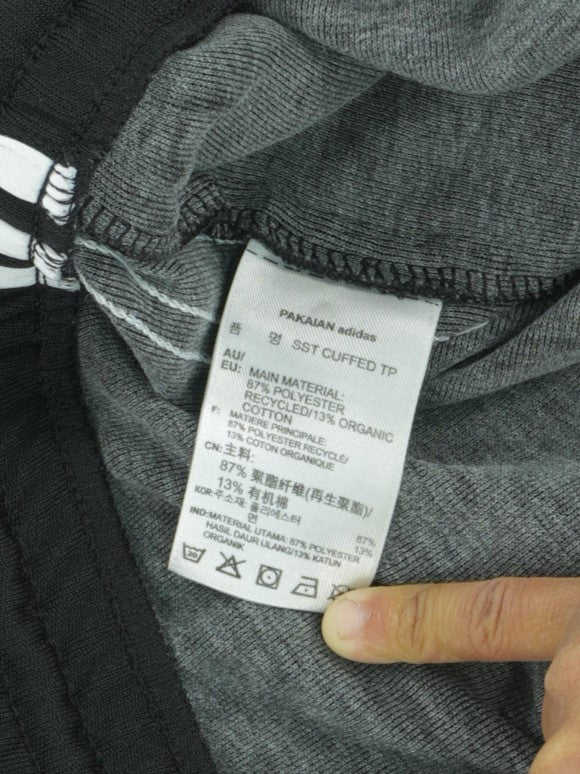 PAKAIAN adidas
품 명 SST CUFFED TP
AU/
EU: MAIN MATERIAL:
87% POLYESTER
RECYCLED/13% ORGANIC
COTTON
F: MATIERE PRINCIPALE:
87% POLYESTER RECYCLÉ/
13% COTON ORGANIQUE
CN: 主料:
87% 聚酯纤维(再生聚酯)/
13% 有机棉
KOR: 주소재: 폴리에스터 87%
면 13%
IND: MATERIAL UTAMA: 87% POLYESTER
HASIL DAUR ULANG/13% KATUN
ORGANIK
30